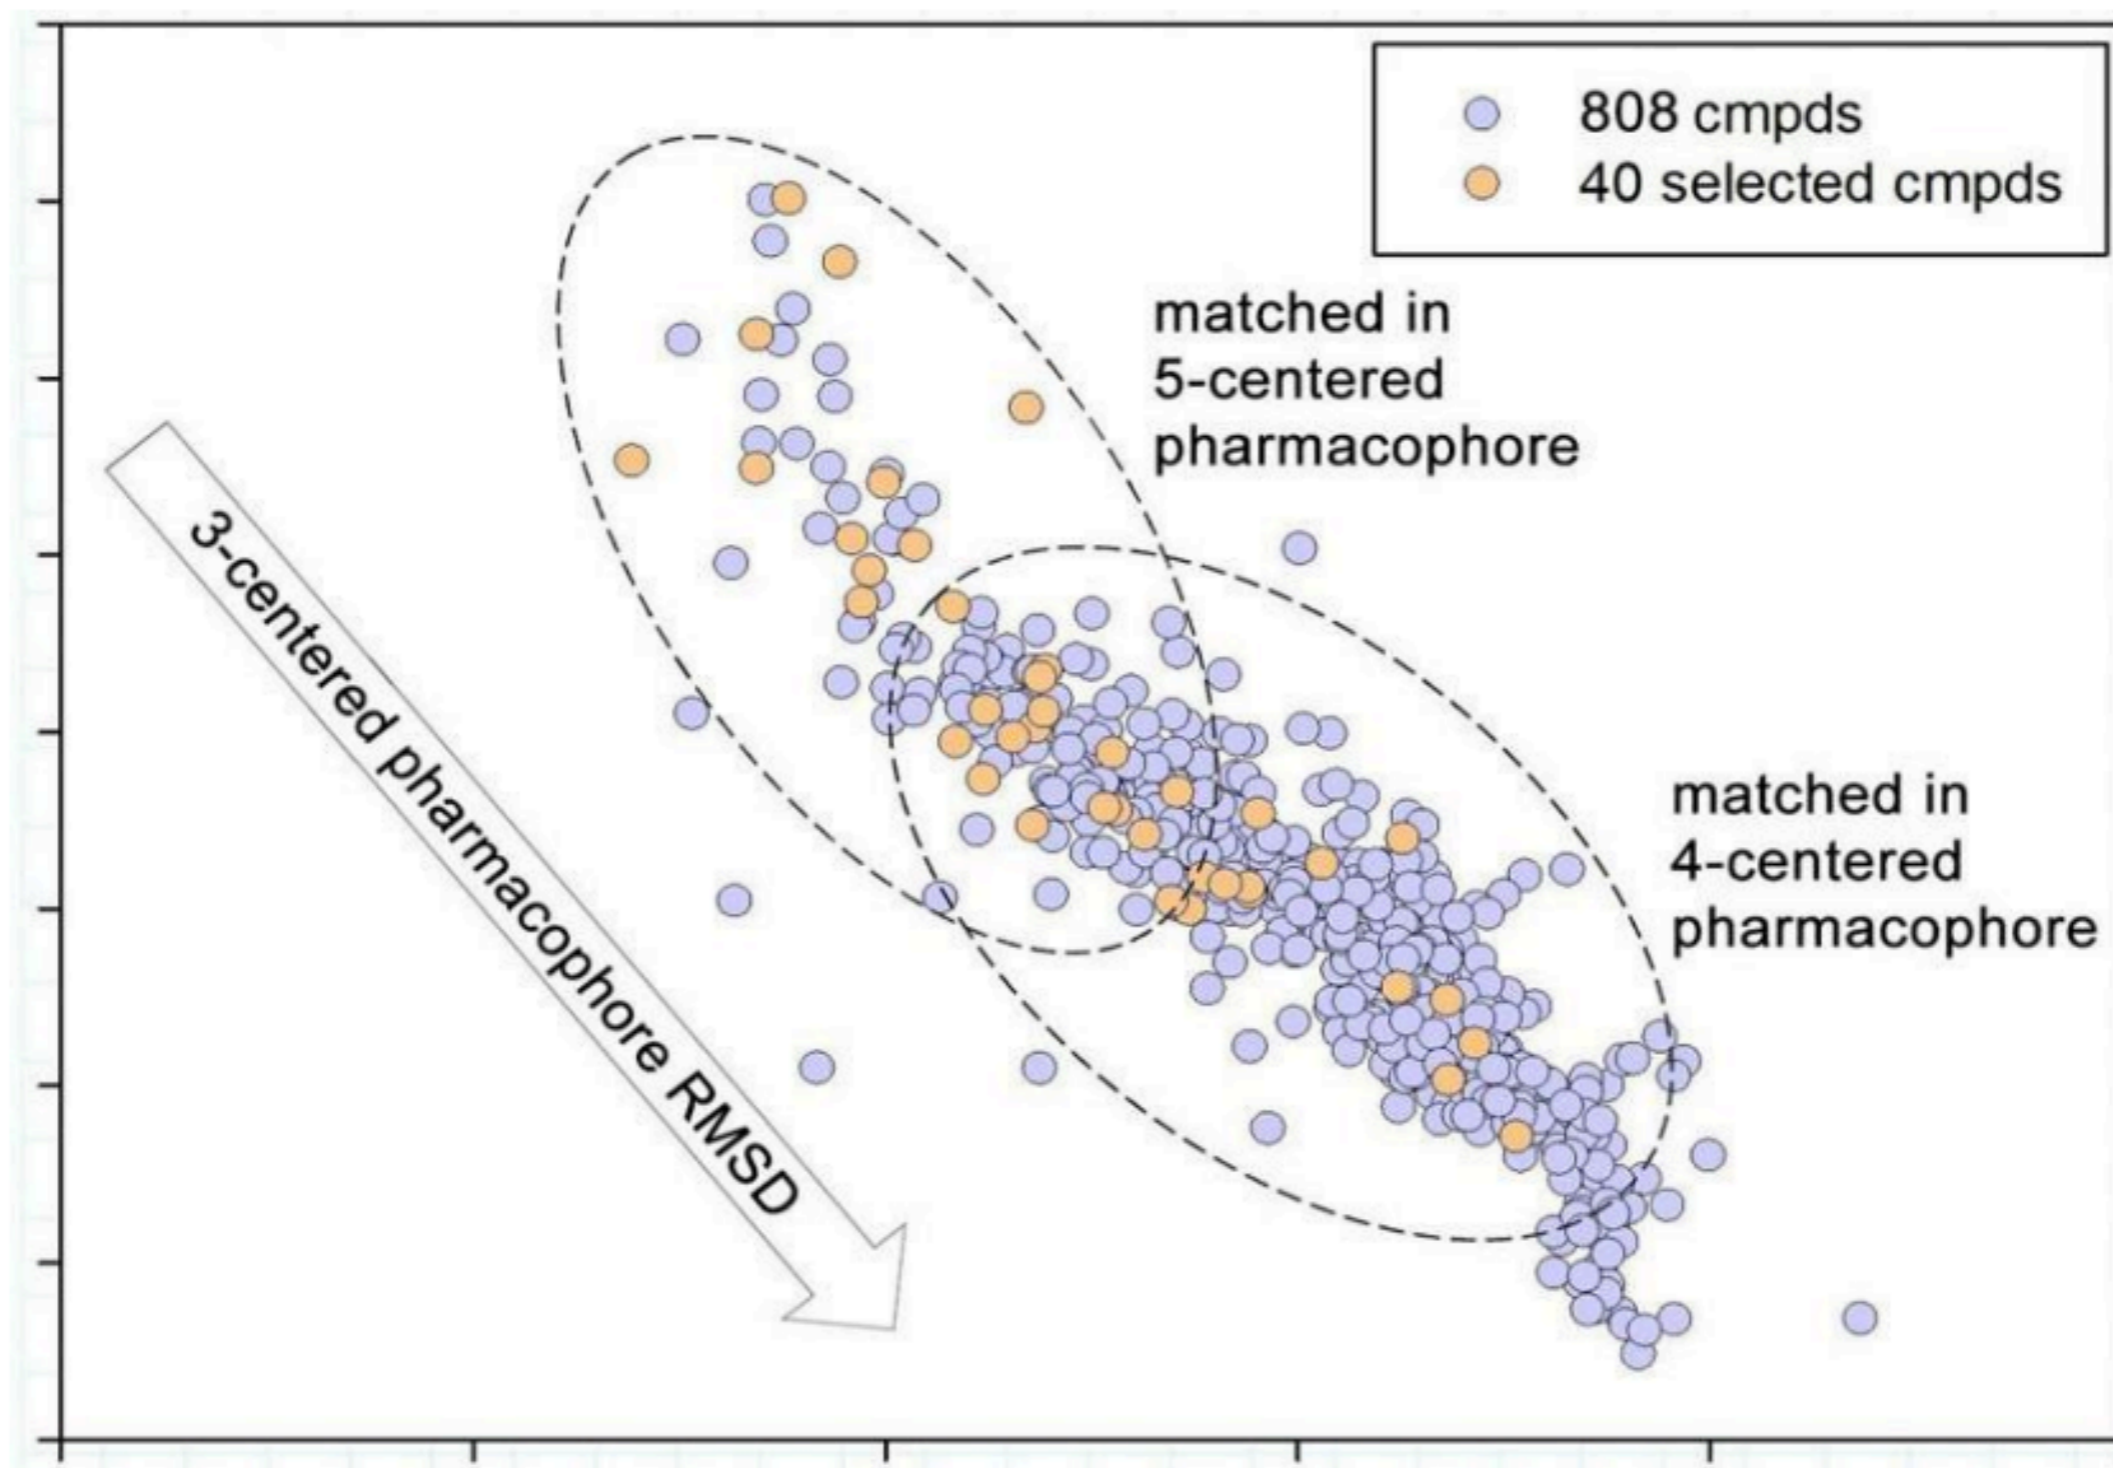 808 cmpds
40 selected cmpds
matched in
5-centered
pharmacophore
3-centered pharmacophore RMSD
matched in
4-centered
pharmacophore